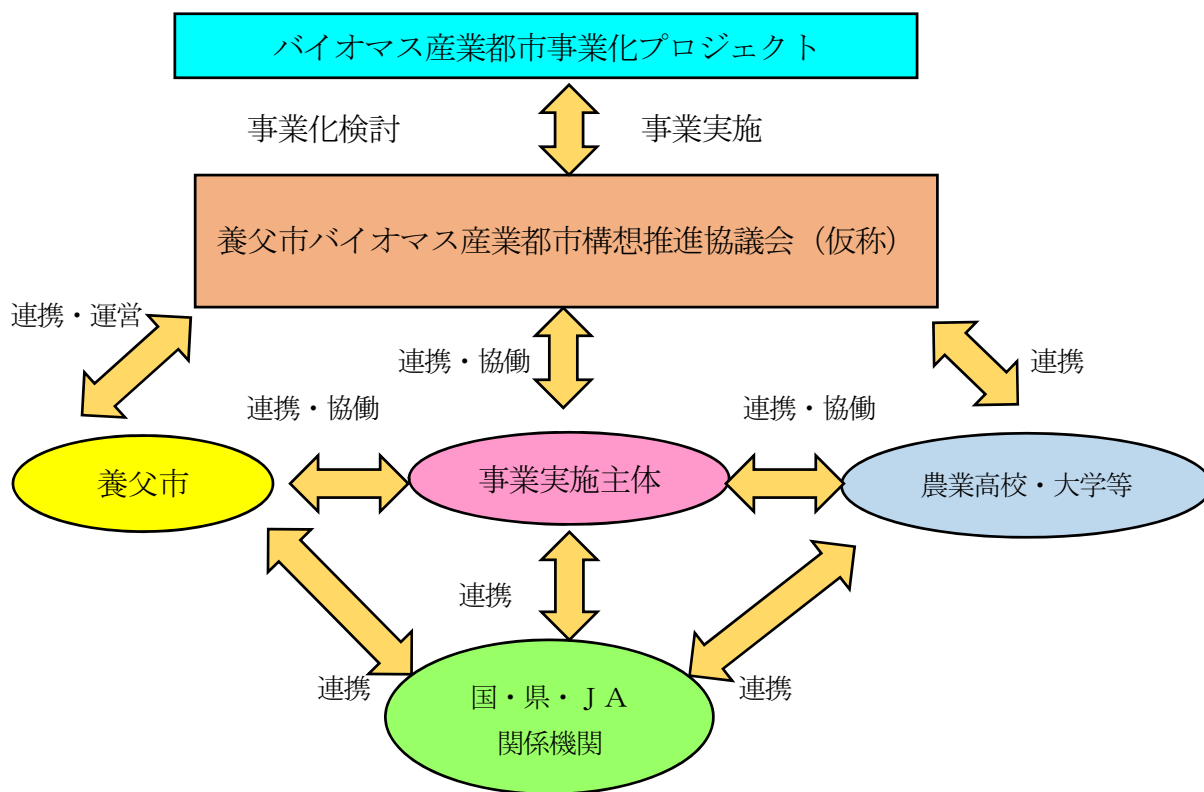 バイオマス産業都市事業化プロジェクト
事業化検討
事業実施
養父市バイオマス産業都市構想推進協議会（仮称）
連携・運営
連携・協働
連携
連携・協働
連携・協働
養父市
事業実施主体
農業高校・大学等
連携
連携
連携
国・県・ＪＡ
関係機関